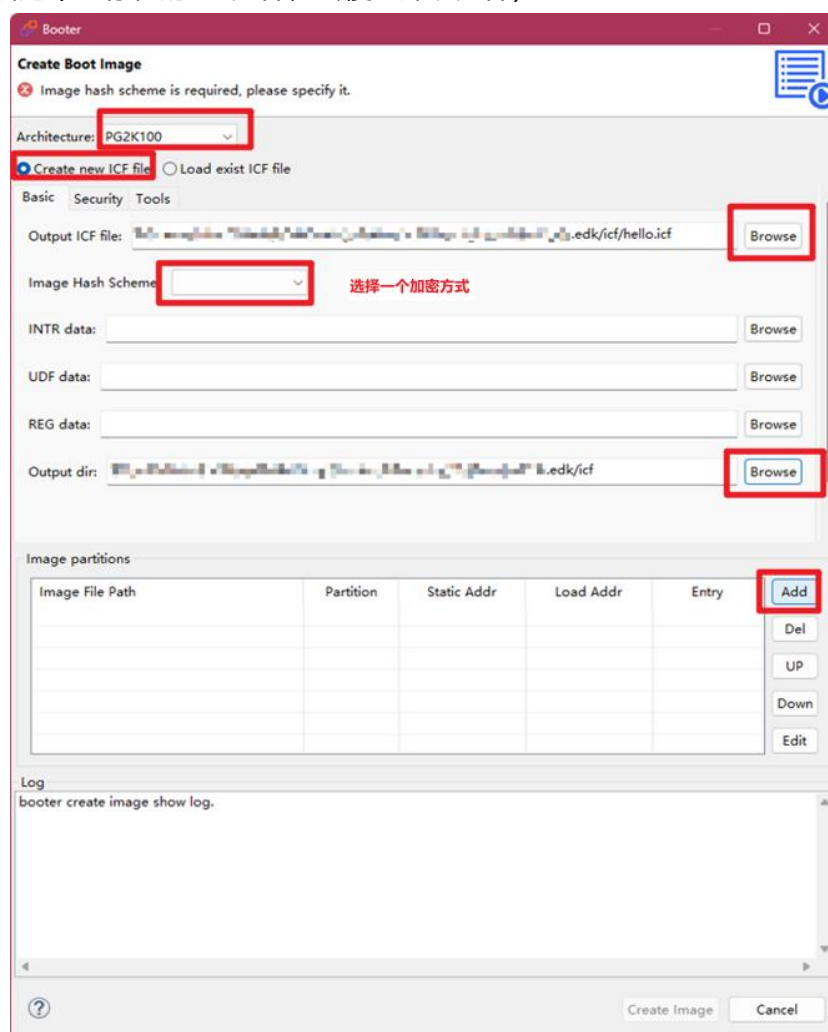 Booter
Create Boot Image
Image hash scheme is required, please specify it.
Architecture: PG2K100
Create new ICF file Load exist ICF file
Basic Security Tools
Output ICF file: .edk/icf/hello.icf Browse
Image Hash Scheme 选择一个加密方式
INTR data: Browse
UDF data: Browse
REG data: Browse
Output dir: .edk/icf Browse
Image partitions
Image File Path Partition Static Addr Load Addr Entry Add
Del
UP
Down
Edit
Log
booter create image show log.
Create Image Cancel